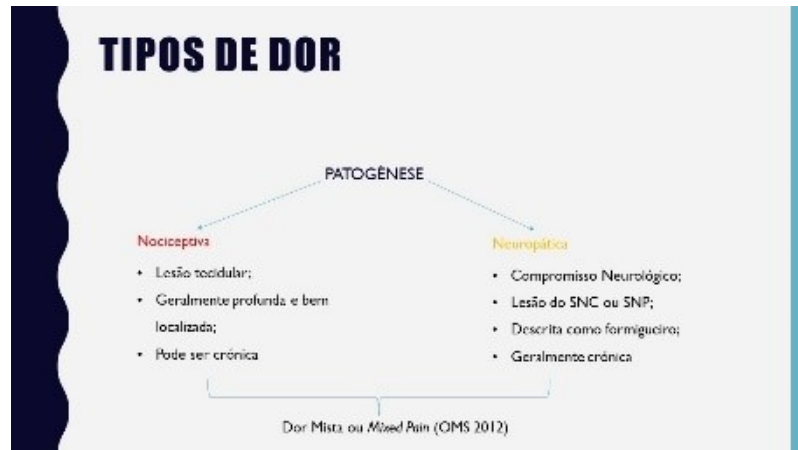 TIPOS DE DOR
PATOGÉNESE
Nociceptiva
• Lesão tecidular;
• Geralmente profunda e bem
localizada;
• Pode ser crónica
Neuropática
• Compromisso Neurológico;
• Lesão do SNC ou SNP;
• Descrita como formigueiro;
• Geralmente crónica
Dor Mista ou Mixed Pain (OMS 2012)